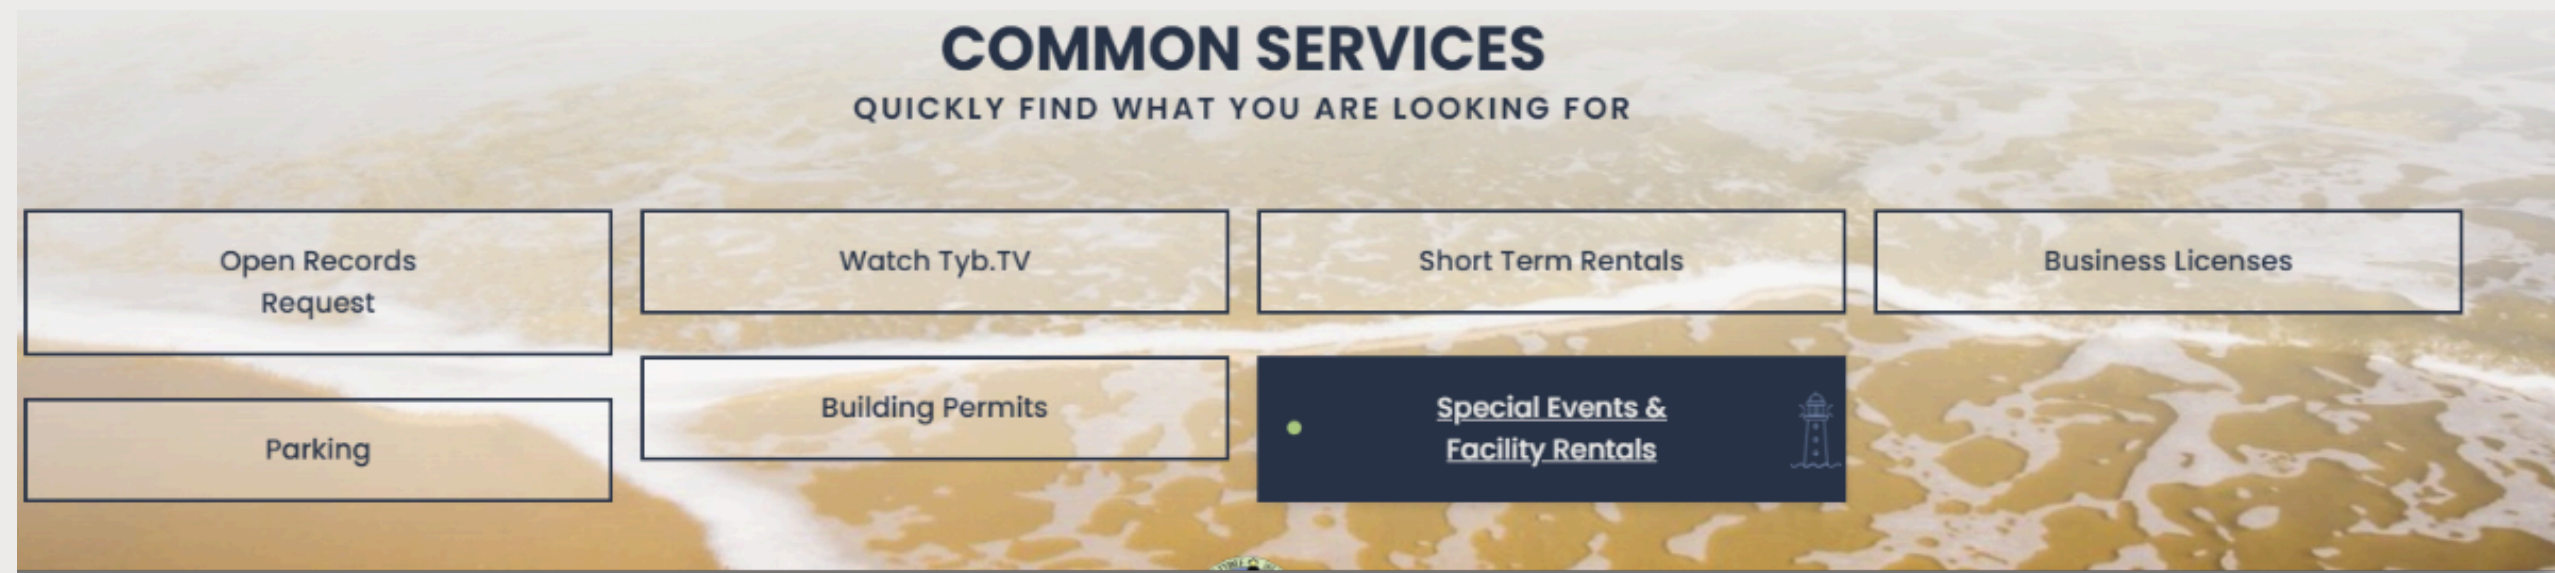 COMMON SERVICES
QUICKLY FIND WHAT YOU ARE LOOKING FOR
Open Records
Request
Watch Tyb.TV
Short Term Rentals
Business Licenses
Parking
Building Permits
Special Events &
Facility Rentals